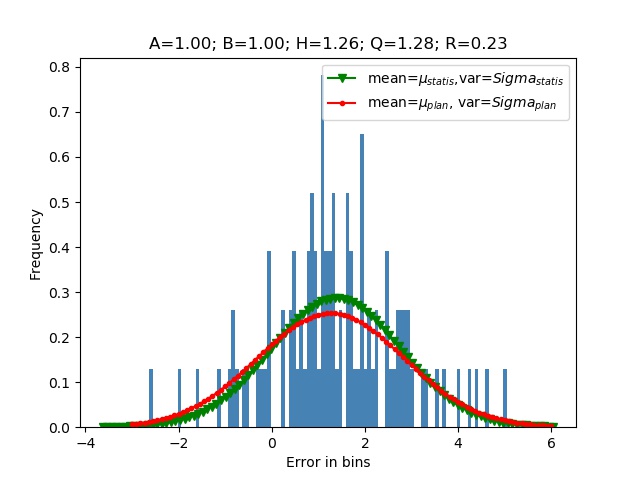 A=1.00; B=1.00; H=1.26; Q=1.28; R=0.23
mean=μstatis,var=Sigmastatis
mean=μplan, var=Sigmaplan
Frequency
0.8
0.7
0.6
0.5
0.4
0.3
0.2
0.1
0.0
−4 −2 0 2 4 6
Error in bins